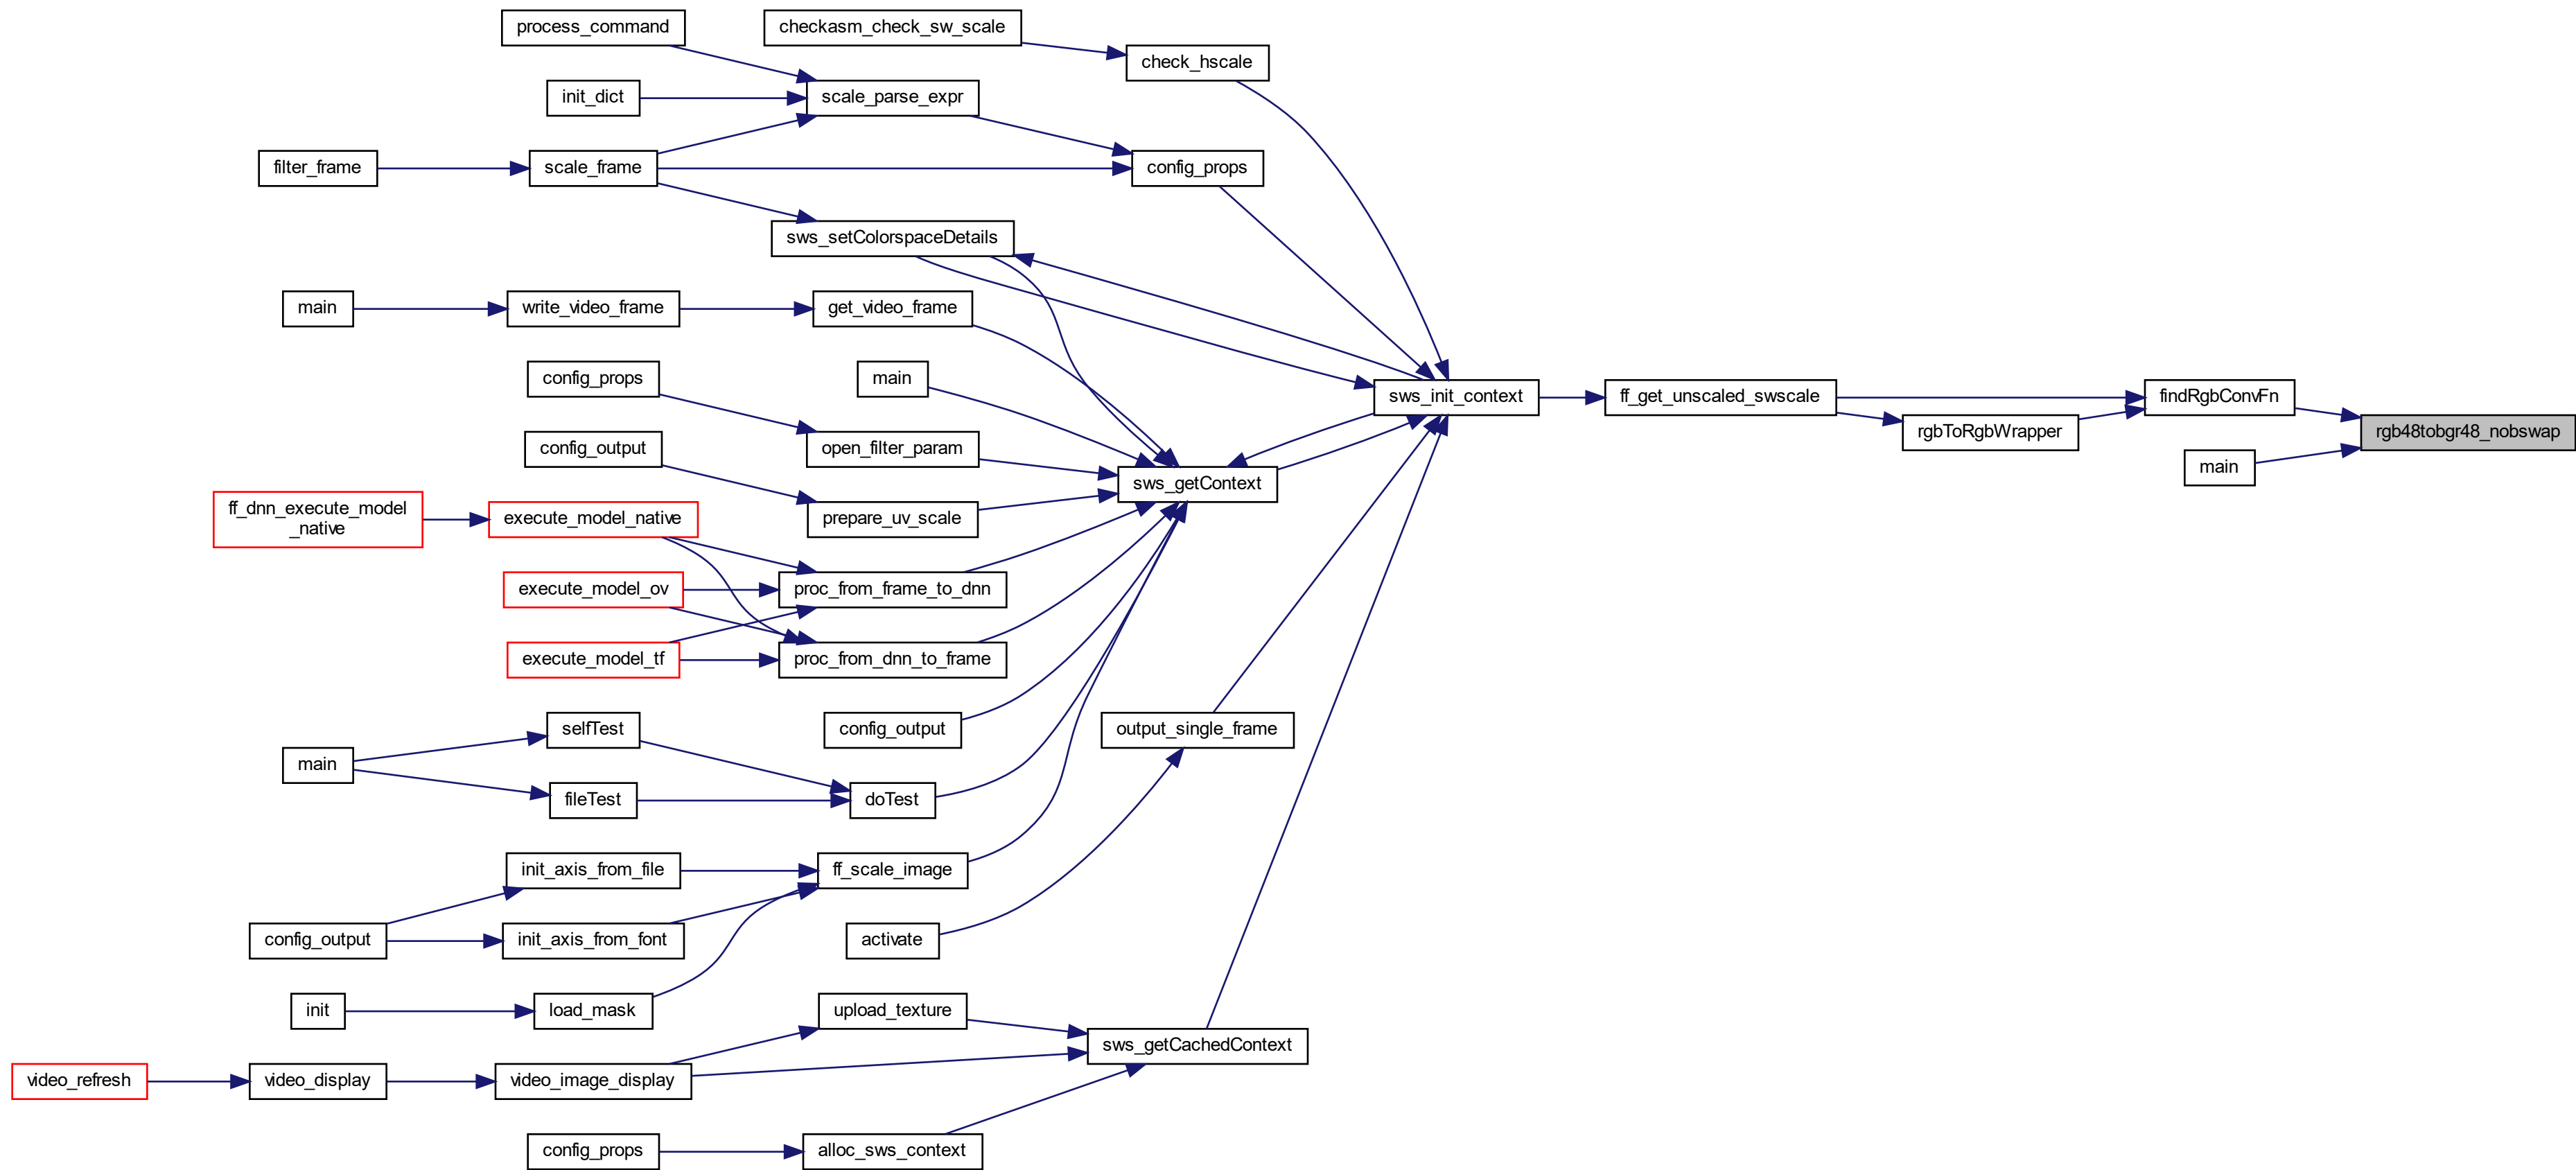 process_command
checkasm_check_sw_scale
check_hscale
init_dict
scale_parse_expr
filter_frame
scale_frame
config_props
sws_setColorspaceDetails
main
write_video_frame
get_video_frame
config_props
main
sws_init_context
ff_get_unscaled_swscale
findRgbConvFn
rgb48tobgr48_nobswap
config_output
open_filter_param
rgbToRgbWrapper
main
sws_getContext
ff_dnn_execute_model
_native
execute_model_native
prepare_uv_scale
execute_model_ov
proc_from_frame_to_dnn
execute_model_tf
proc_from_dnn_to_frame
selfTest
config_output
output_single_frame
main
fileTest
doTest
init_axis_from_file
ff_scale_image
config_output
init_axis_from_font
activate
init
load_mask
upload_texture
sws_getCachedContext
video_refresh
video_display
video_image_display
config_props
alloc_sws_context